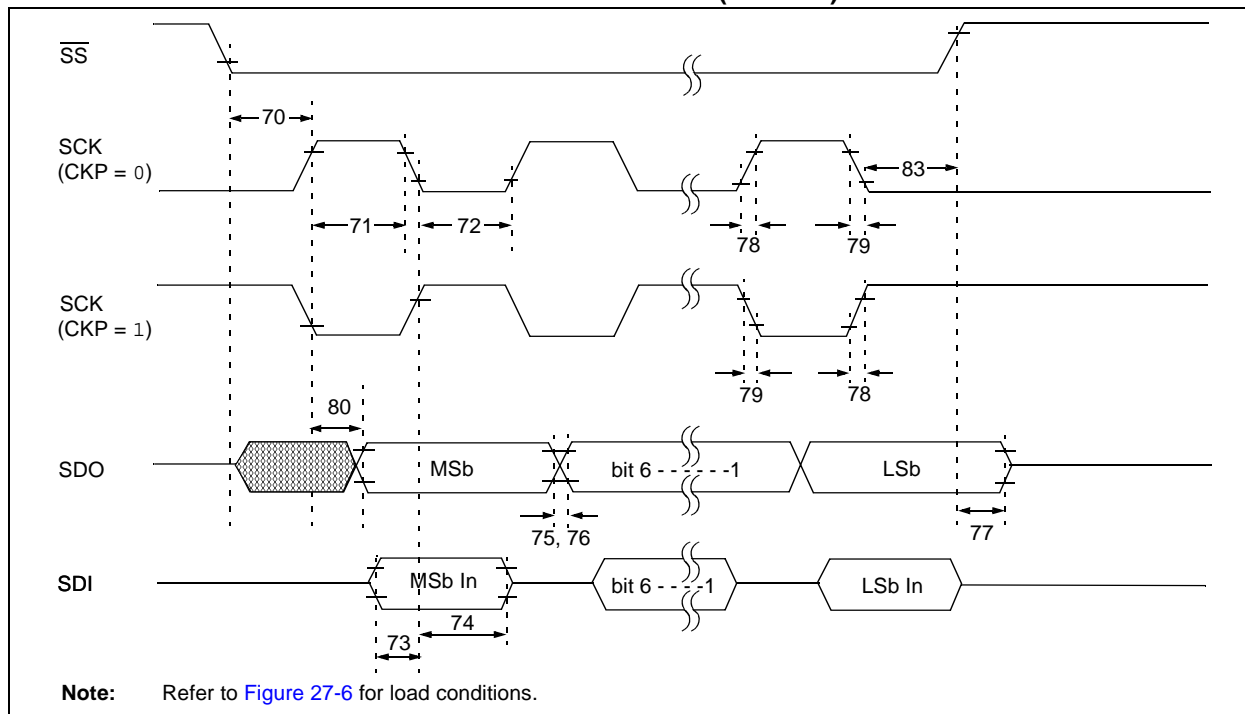 SS
70
SCK
(CKP = 0)
83
71
72
78
79
SCK
(CKP = 1)
79
78
80
SDO
MSb
bit 6 - - - - - - -1
LSb
75, 76
77
SDI
MSb In
bit 6 - - - - -1
LSb In
74
73
Note: Refer to Figure 27-6 for load conditions.